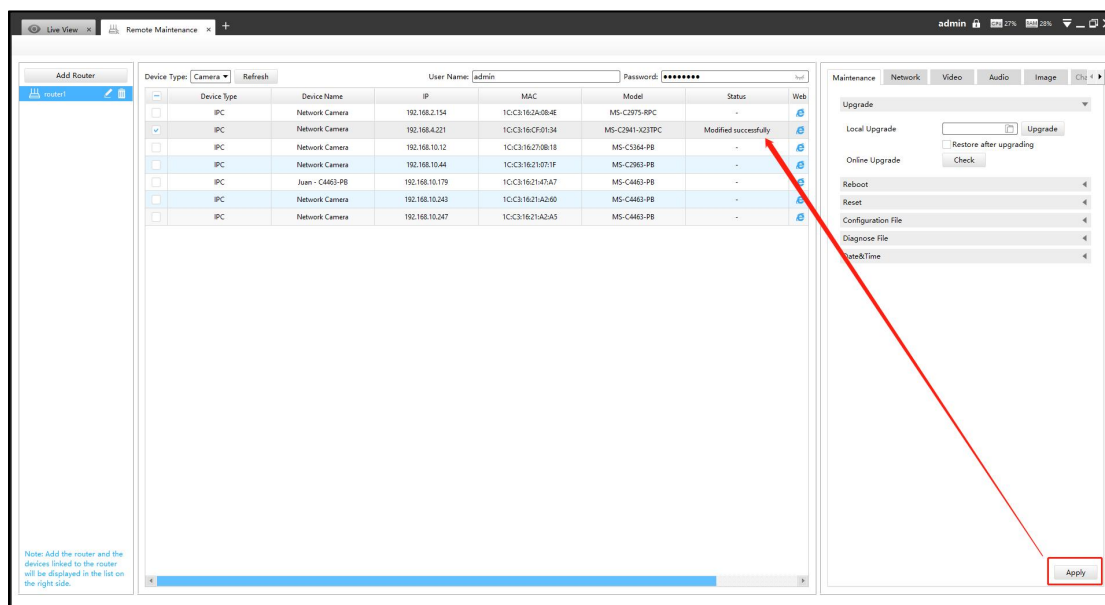 Live View × Remote Maintenance × +
admin CPU 27% RAM 28%
Add Router
router1
Device Type: Camera Refresh User Name: admin Password: ●●●●●●●●
Device Type Device Name IP MAC Model Status Web
IPC Network Camera 192.168.2.154 1C:C3:16:2A:0B:4E MS-C2975-RPC -
IPC Network Camera 192.168.4.221 1C:C3:16:CF:01:34 MS-C2941-X23TPC Modified successfully
IPC Network Camera 192.168.10.12 1C:C3:16:27:0B:18 MS-C5364-PB -
IPC Network Camera 192.168.10.44 1C:C3:16:21:07:1F MS-C2963-PB -
IPC Juan - C4463-PB 192.168.10.179 1C:C3:16:21:47:A7 MS-C4463-PB -
IPC Network Camera 192.168.10.243 1C:C3:16:21:A2:60 MS-C4463-PB -
IPC Network Camera 192.168.10.247 1C:C3:16:21:A2:A5 MS-C4463-PB -
Note: Add the router and the
devices linked to the router
will be displayed in the list on
the right side.
Maintenance Network Video Audio Image
Upgrade
Local Upgrade Upgrade
Restore after upgrading
Online Upgrade Check
Reboot
Reset
Configuration File
Diagnose File
Date&Time
Apply